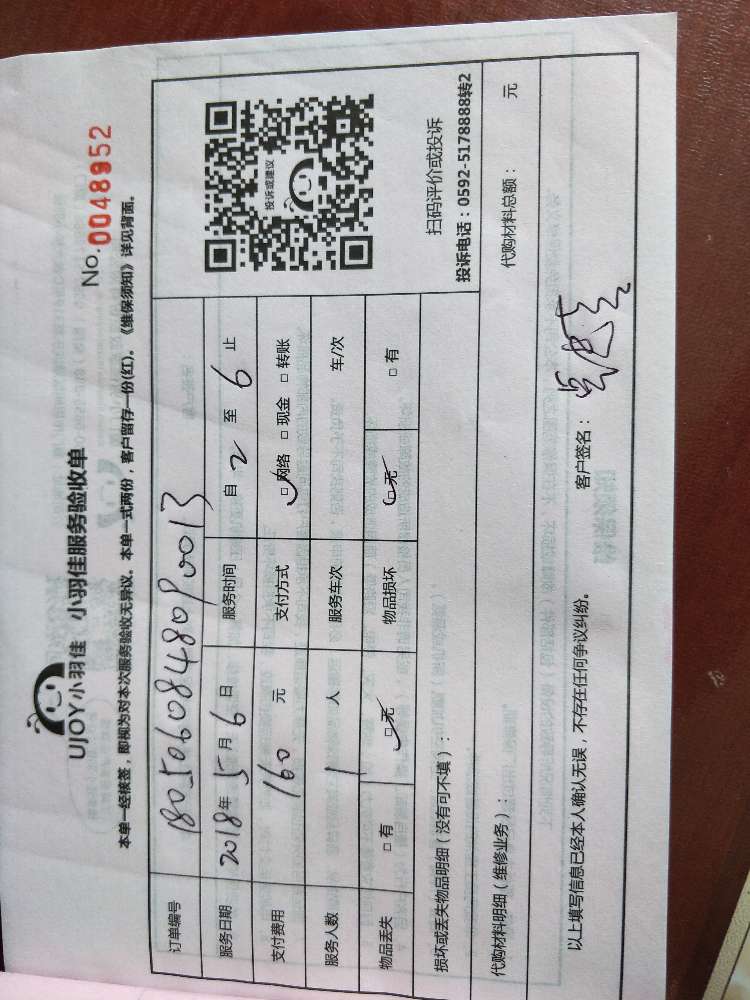 UJOY小羽佳 小羽佳服务验收单
No.0048952
本单一经核签，即视为对本次服务验收无异议。本单一式两份，客户留存一份(红)。《维保须知》详见背面。
订单编号 1805060848090013
服务日期 2018年5月6日 服务时间 自 2 至 6 止
支付费用 160 元 支付方式 □网络 □现金 □转账
服务人数 1 人 服务车次 车/次
物品丢失 □有 □无 物品损坏 □无 □有
投诉或建议
扫码评价或投诉
投诉电话：0592-5178888转2
损坏或丢失物品明细（没有可不填）：
代购材料明细（维修业务）： 代购材料总额： 元
以上填写信息已经本人确认无误，不存在任何争议纠纷。 客户签名：